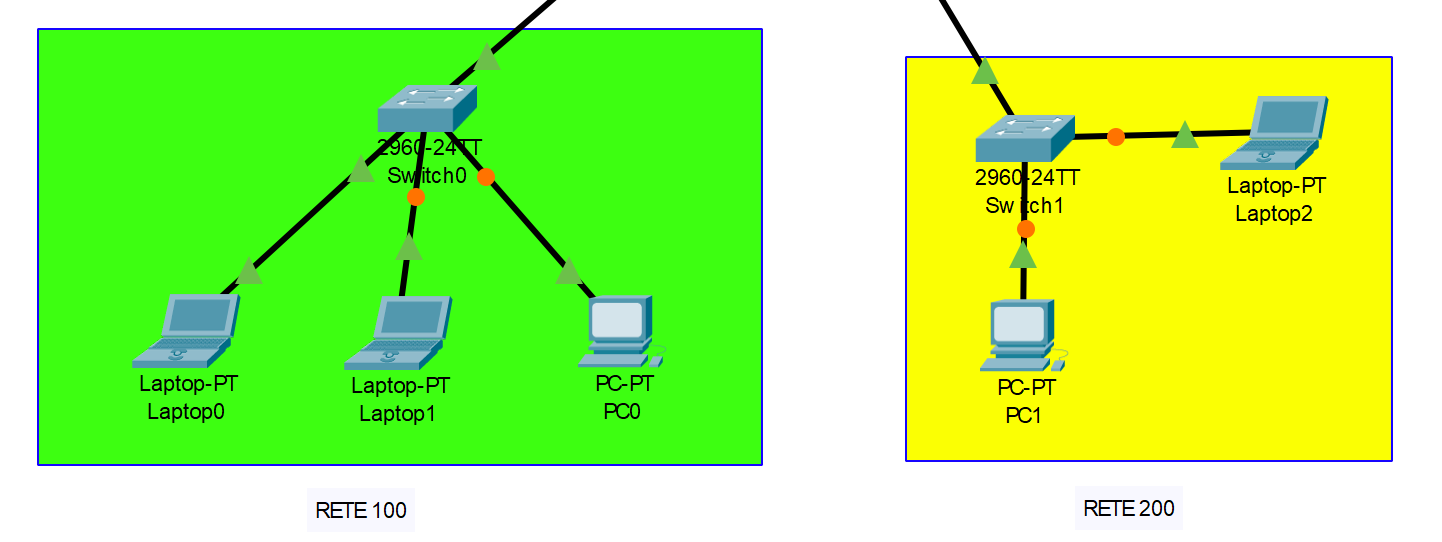 2960-24TT
Switch0
Laptop-PT
Laptop0
Laptop-PT
Laptop1
PC-PT
PC0
RETE 100
2960-24TT
Switch1
Laptop-PT
Laptop2
PC-PT
PC1
RETE 200